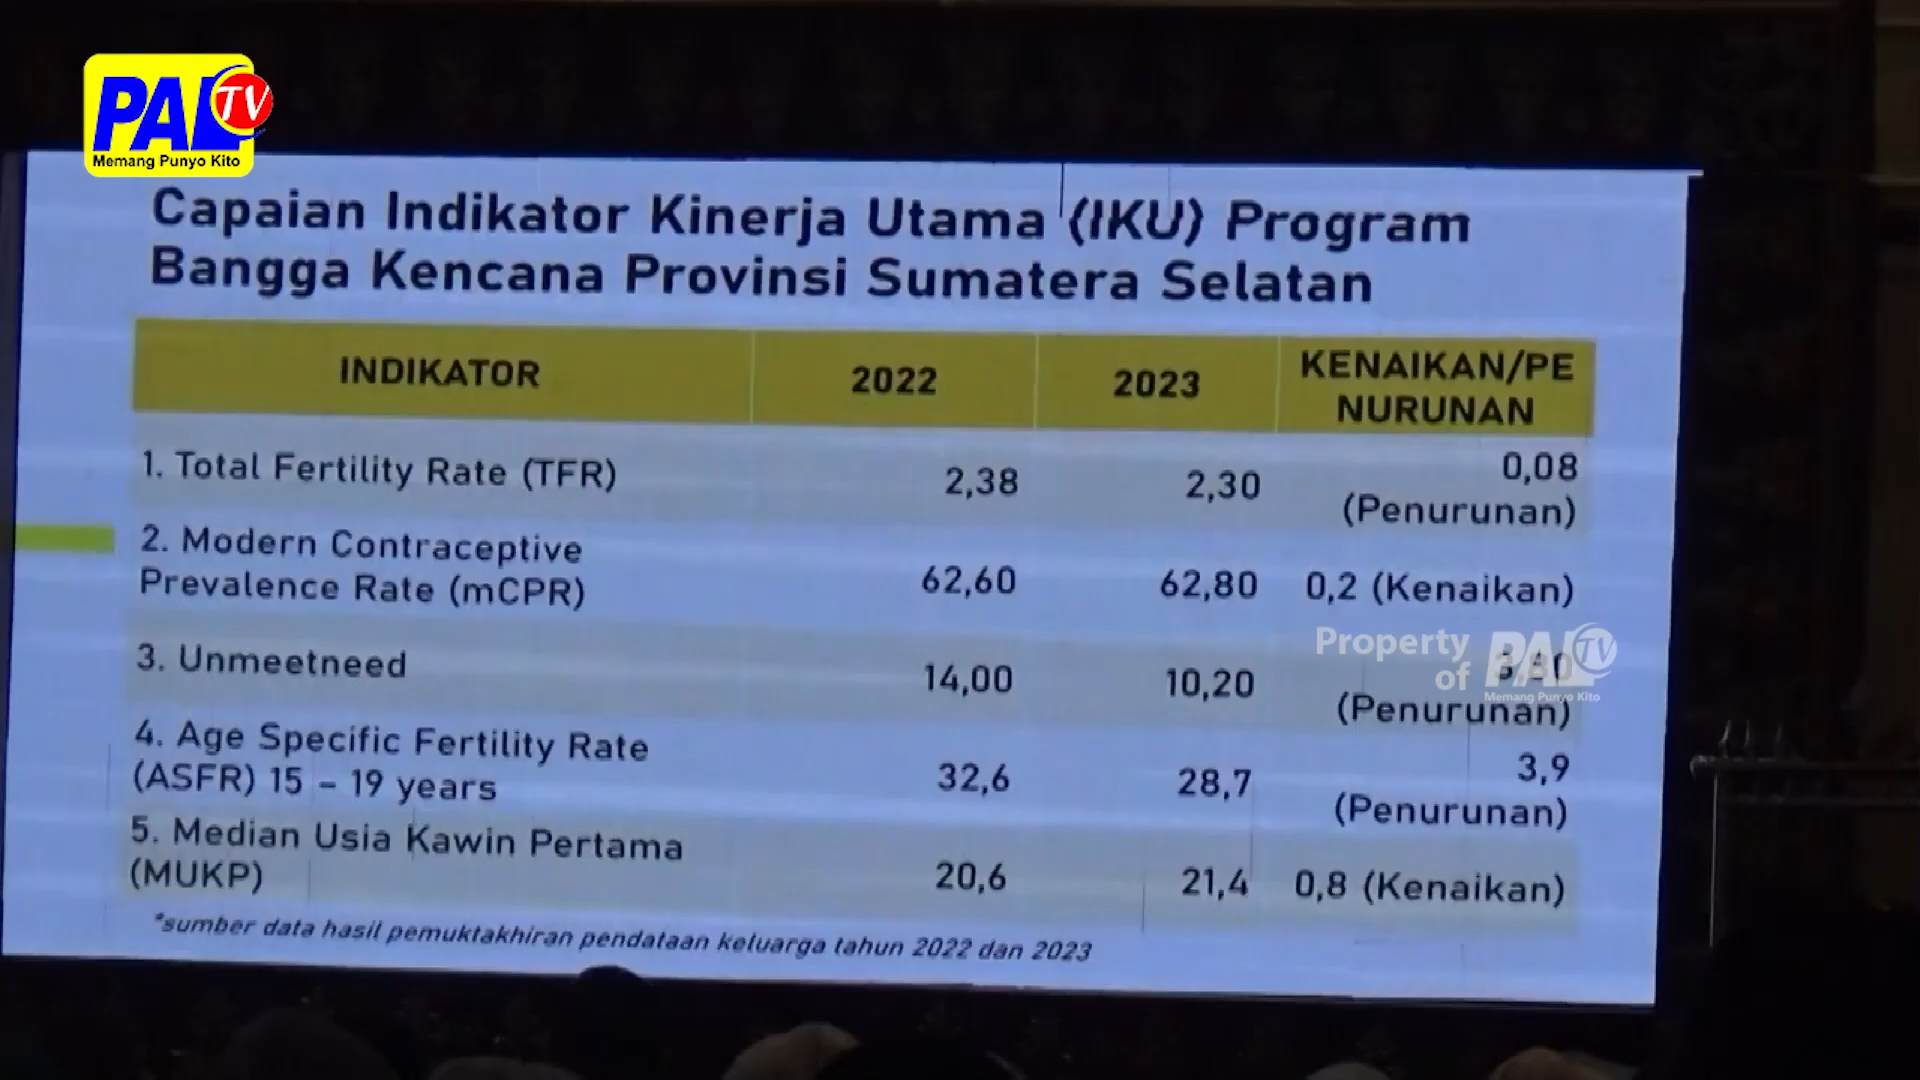 PAL TV
Memang Punyo Kito
Capaian Indikator Kinerja Utama (IKU) Program
Bangga Kencana Provinsi Sumatera Selatan
INDIKATOR 2022 2023 KENAIKAN/PE
NURUNAN
1. Total Fertility Rate (TFR) 2,38 2,30 0,08
(Penurunan)
2. Modern Contraceptive
Prevalence Rate (mCPR) 62,60 62,80 0,2 (Kenaikan)
3. Unmeetneed 14,00 10,20
(Penurunan)
Property
of PAL TV
Memang Punyo Kito
4. Age Specific Fertility Rate
(ASFR) 15 – 19 years 32,6 28,7 3,9
(Penurunan)
5. Median Usia Kawin Pertama
(MUKP) 20,6 21,4 0,8 (Kenaikan)
*sumber data hasil pemuktakhiran pendataan keluarga tahun 2022 dan 2023